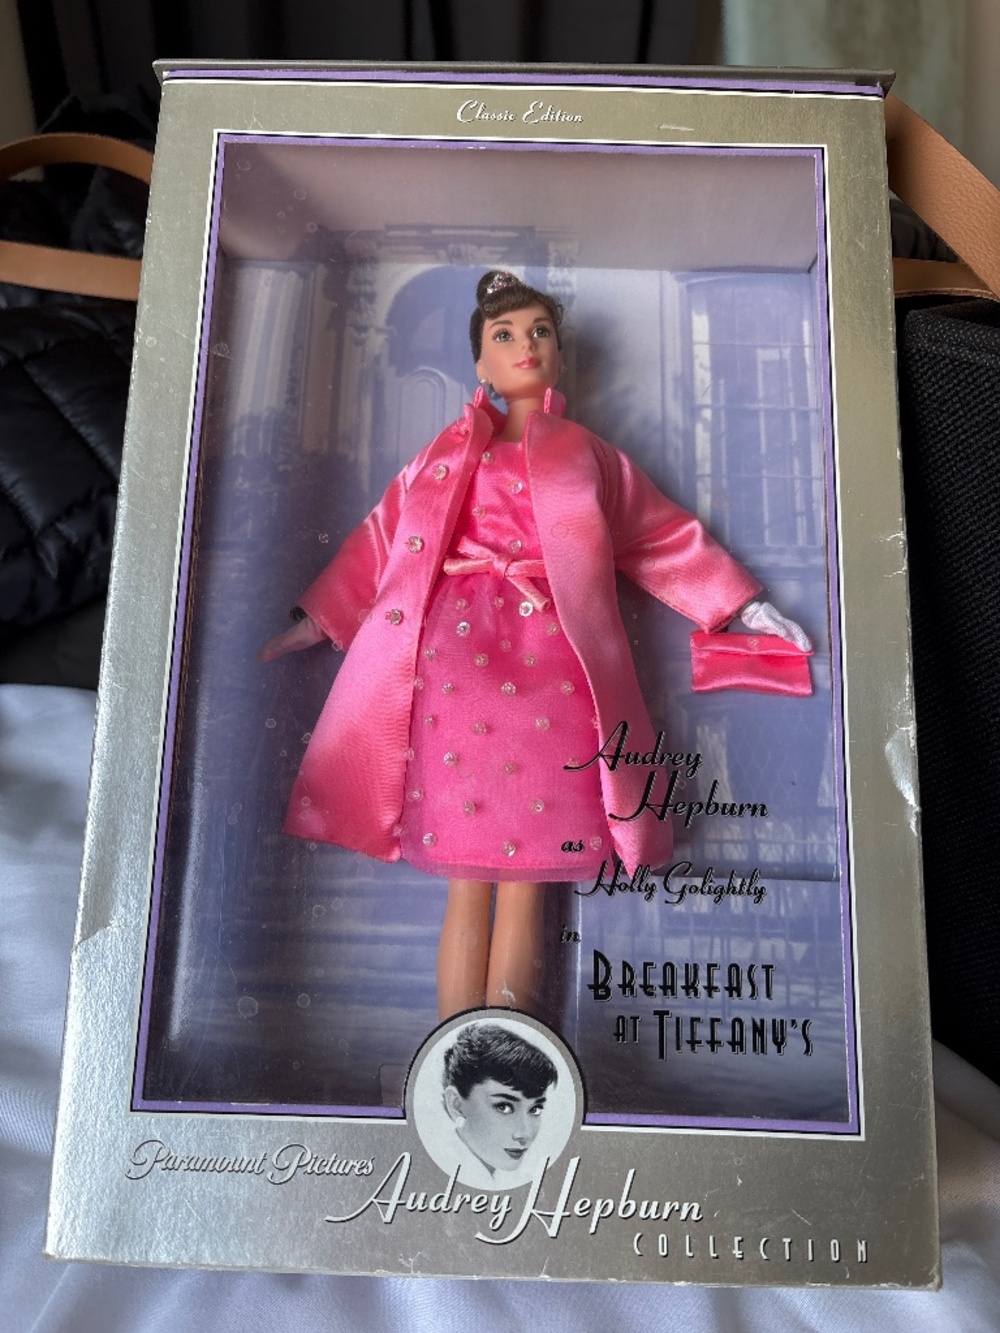 Classic Edition
Audrey
Hepburn
as
Holly Golightly
in
BREAKFAST
AT TIFFANY'S
Paramount Pictures
Audrey Hepburn
COLLECTION